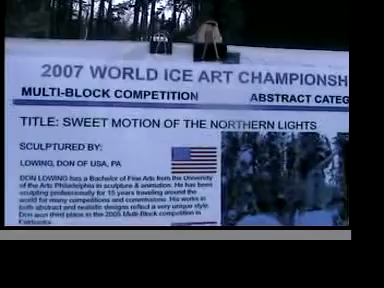 2007 WORLD ICE ART CHAMPIONSH
MULTI-BLOCK COMPETITION ABSTRACT CATEG
TITLE: SWEET MOTION OF THE NORTHERN LIGHTS
SCULPTURED BY:
LOWING, DON OF USA, PA
DON LOWING has a Bachelor of Fine Arts from the University
of the Arts Philadelphia in sculpture & animation. He has been
sculpting professionally for 15 years traveling around the
world for many competitions and commissions. His works in
both abstract and realistic designs reflect a very unique style.
Don won third place in the 2005 Multi-Block competition in
Fairbanks